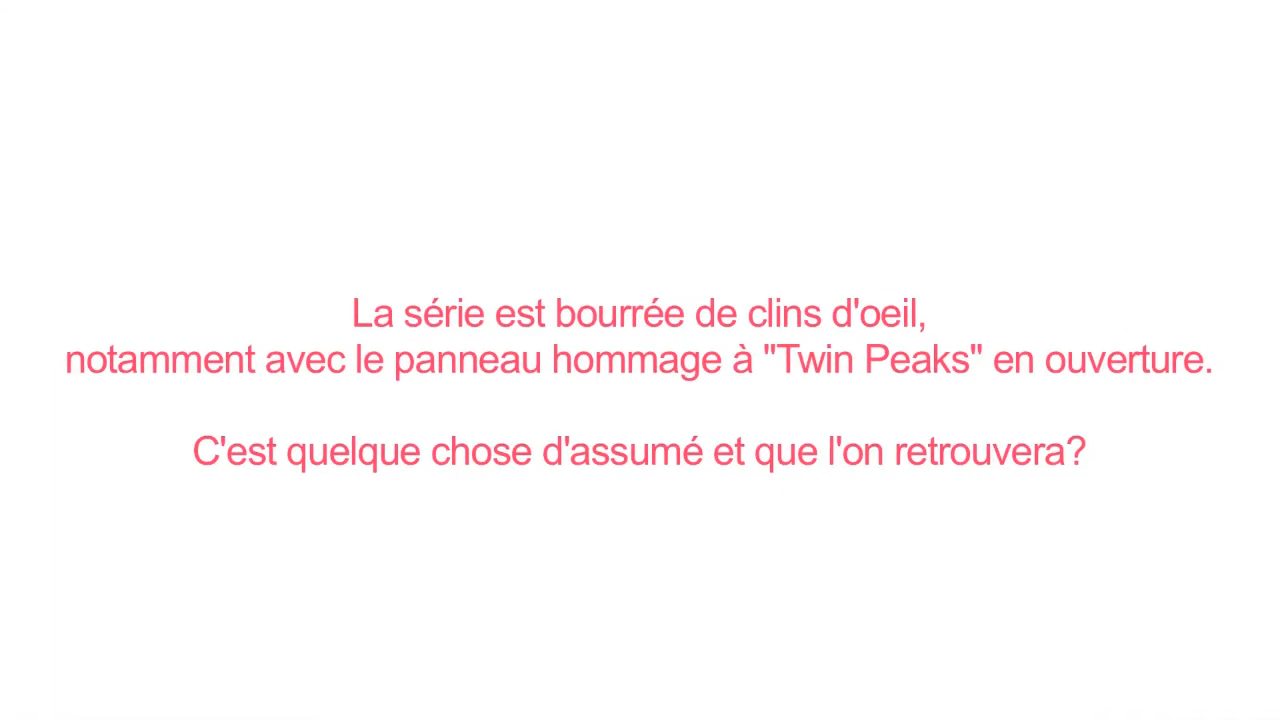 La série est bourrée de clins d'oeil,
notamment avec le panneau hommage à "Twin Peaks" en ouverture.
C'est quelque chose d'assumé et que l'on retrouvera?